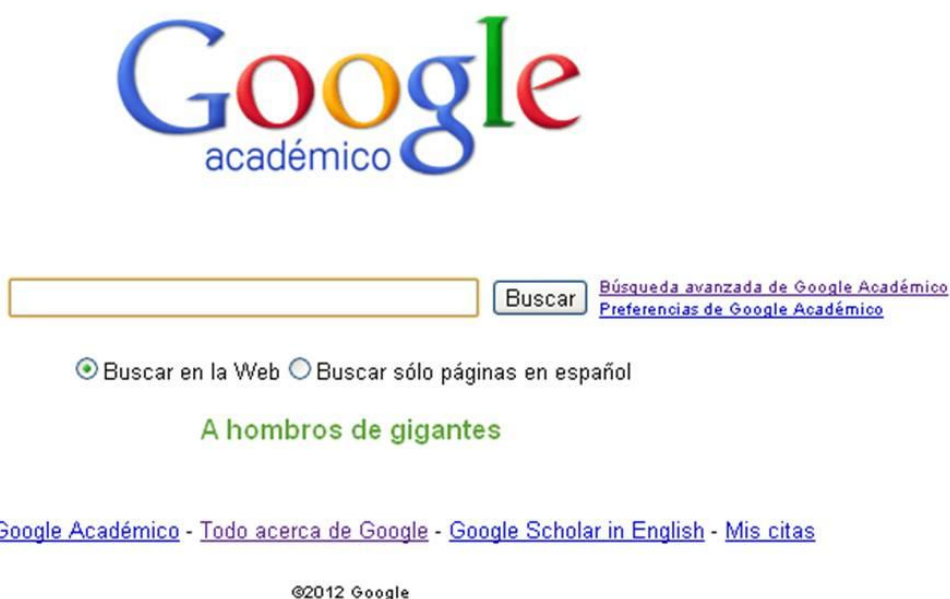 Google
académico
Buscar
Búsqueda avanzada de Google Académico
Preferencias de Google Académico
Buscar en la Web Buscar sólo páginas en español
A hombros de gigantes
Google Académico - Todo acerca de Google - Google Scholar in English - Mis citas
©2012 Google